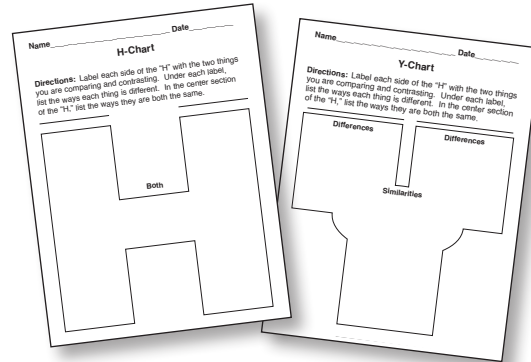 Name____________________ Date__________
H-Chart
Directions: Label each side of the “H” with the two things
you are comparing and contrasting. Under each label,
list the ways each thing is different. In the center section
of the “H,” list the ways they are both the same.
Both
Name____________________ Date__________
Y-Chart
Directions: Label each side of the “H” with the two things
you are comparing and contrasting. Under each label,
list the ways each thing is different. In the center section
of the “H,” list the ways they are both the same.
Differences
Differences
Similarities